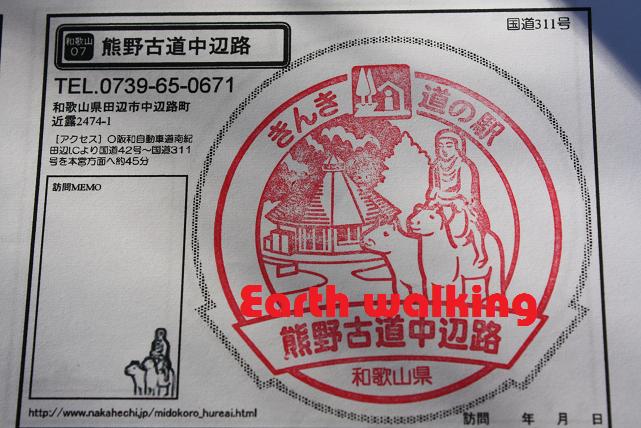 和歌山
07
熊野古道中辺路
国道311号
TEL.0739-65-0671
和歌山県田辺市中辺路町
近露2474-1
[アクセス] 〇阪和自動車道南紀
田辺ICより国道42号～国道311
号を本宮方面へ約45分
訪問MEMO
きんき 道の駅
Earth walking
熊野古道中辺路
和歌山県
http://www.nakahechi.jp/midokoro_hureai.html
訪問 年 月 日